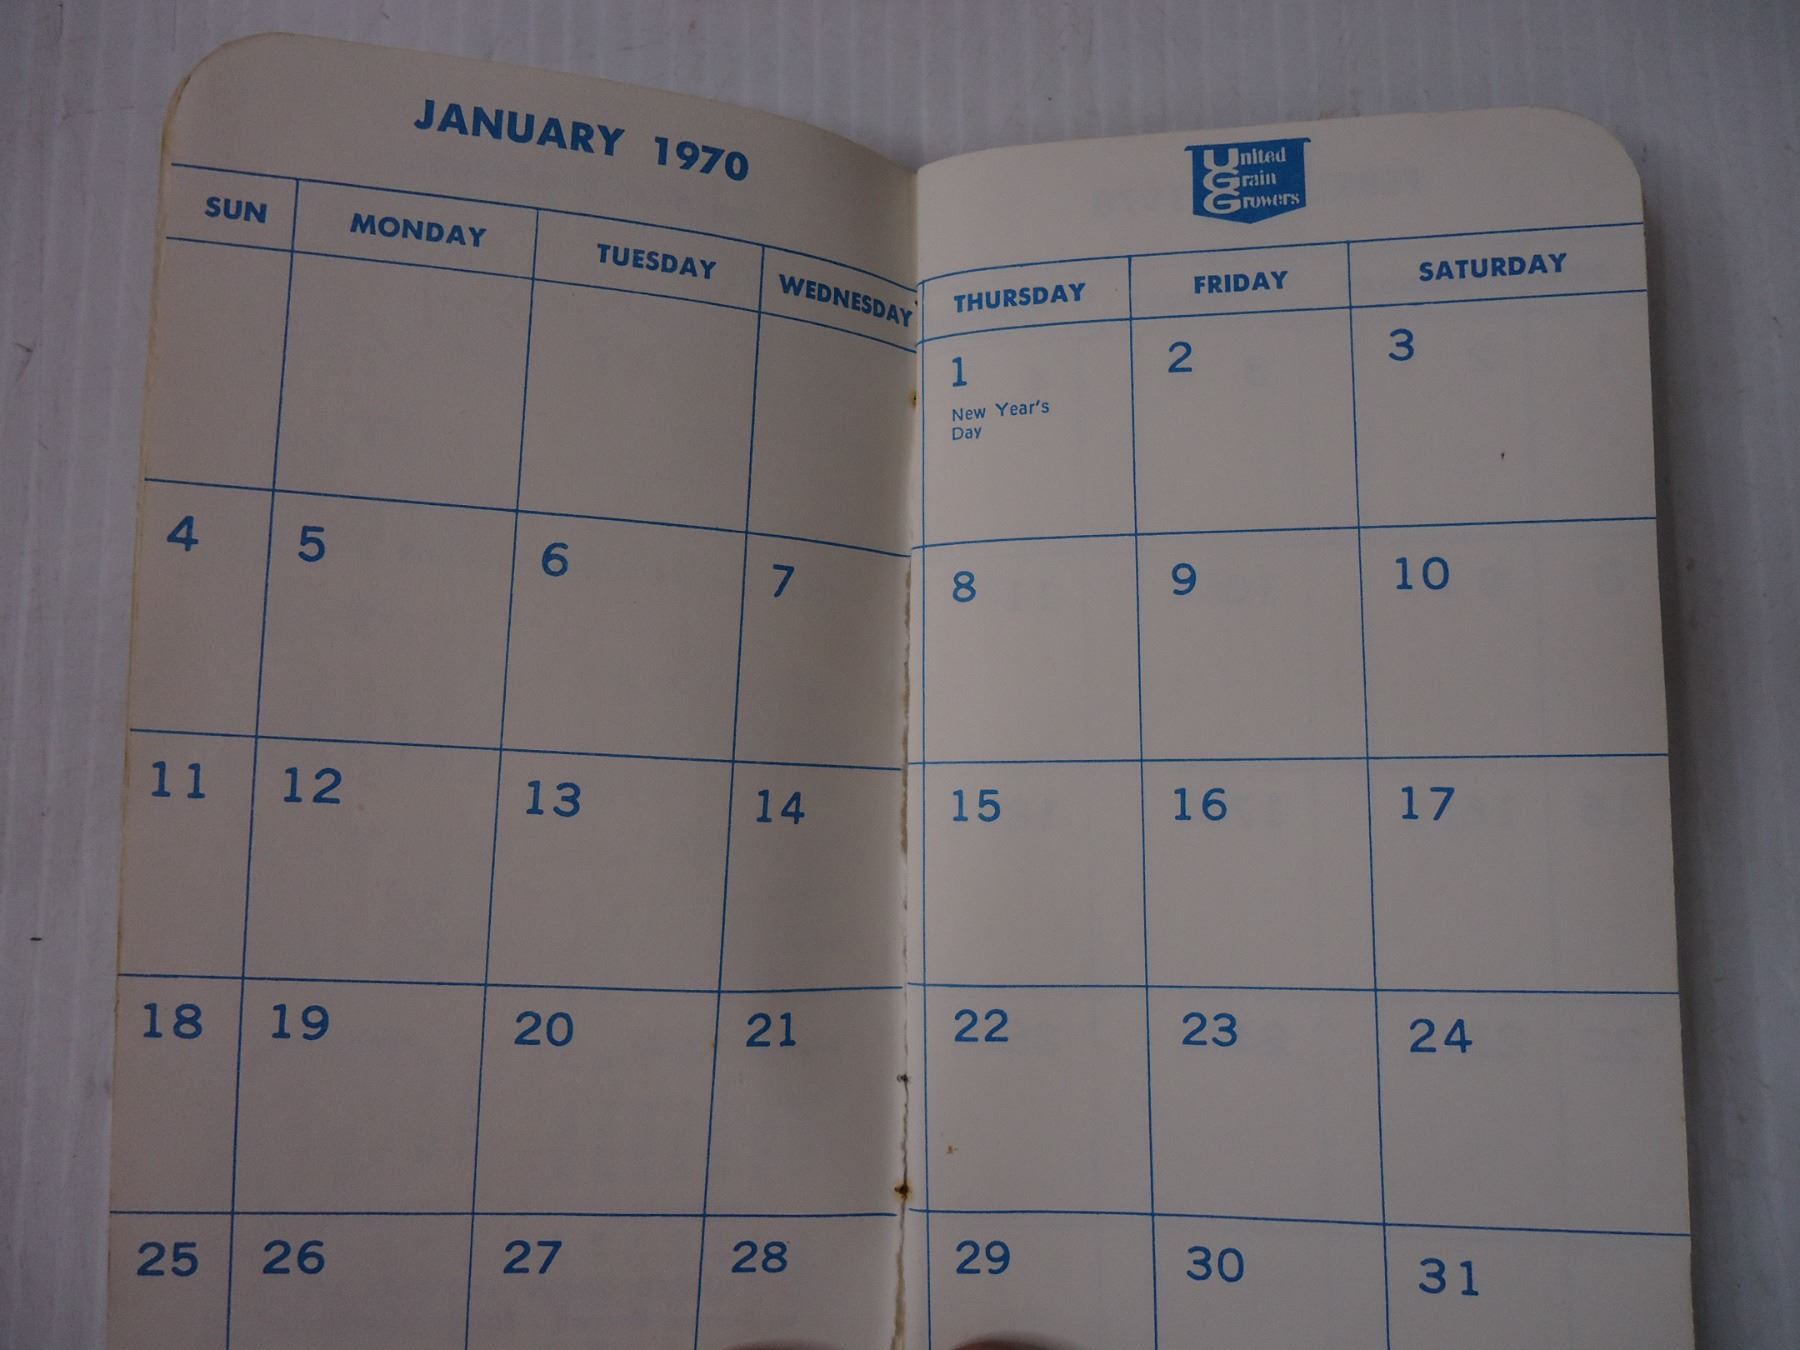 JANUARY 1970
United
Grain
Growers
SUN MONDAY TUESDAY WEDNESDAY THURSDAY FRIDAY SATURDAY
1 2 3
New Year's
Day
4 5 6 7 8 9 10
11 12 13 14 15 16 17
18 19 20 21 22 23 24
25 26 27 28 29 30 31